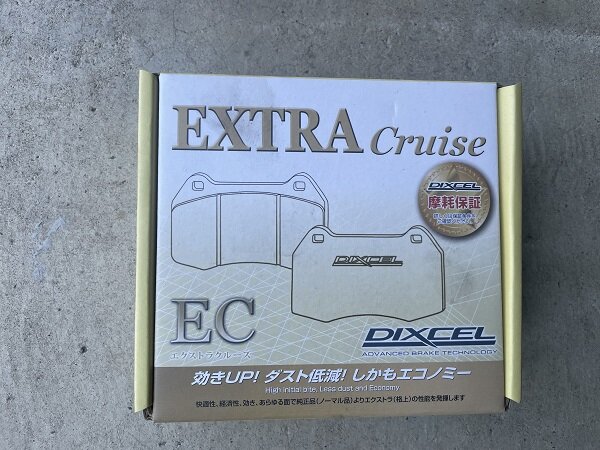 EXTRA Cruise
DIXCEL
摩耗保証
DIXCEL
EC
エクストラクルーズ
DIXCEL
ADVANCED BRAKE TECHNOLOGY
効きUP! ダスト低減! しかもエコノミー
High initial bite, Less dust and Economy
快適性、経済性、効き、あらゆる面で純正品(ノーマル品)よりエクストラ(格上)の性能を発揮します